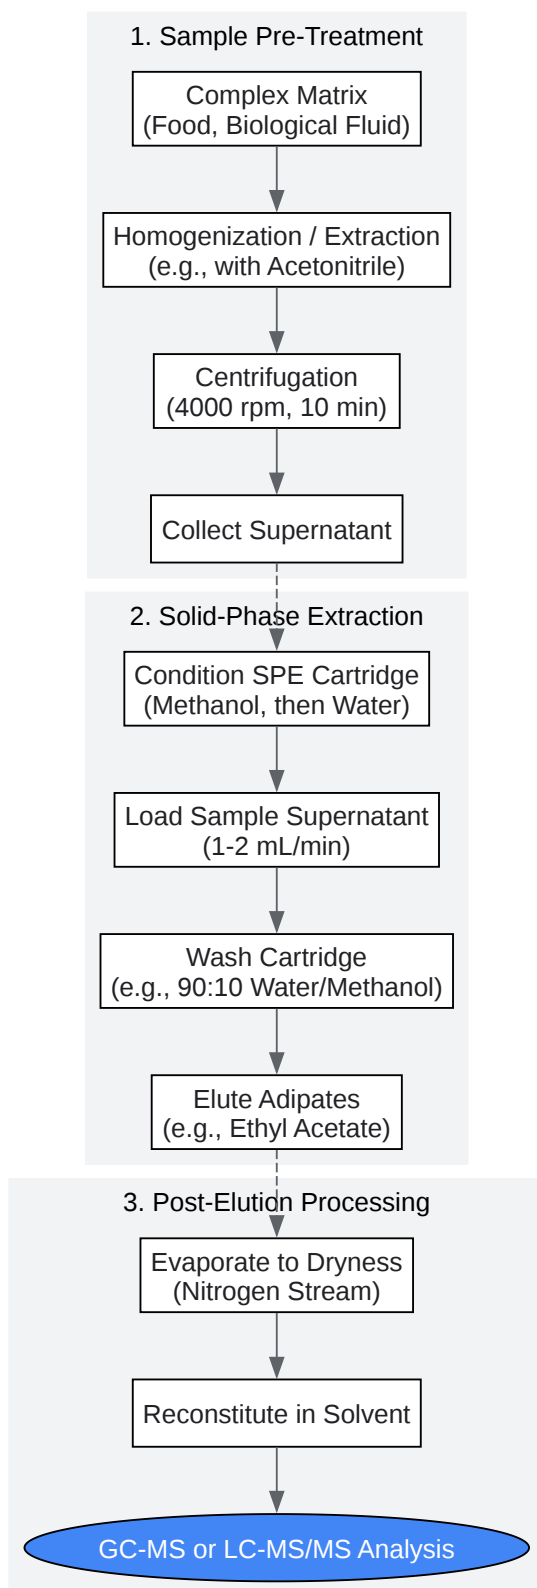 1. Sample Pre-Treatment
Complex Matrix
(Food, Biological Fluid)
Homogenization / Extraction
(e.g., with Acetonitrile)
Centrifugation
(4000 rpm, 10 min)
Collect Supernatant
2. Solid-Phase Extraction
Condition SPE Cartridge
(Methanol, then Water)
Load Sample Supernatant
(1-2 mL/min)
Wash Cartridge
(e.g., 90:10 Water/Methanol)
Elute Adipates
(e.g., Ethyl Acetate)
3. Post-Elution Processing
Evaporate to Dryness
(Nitrogen Stream)
Reconstitute in Solvent
GC-MS or LC-MS/MS Analysis